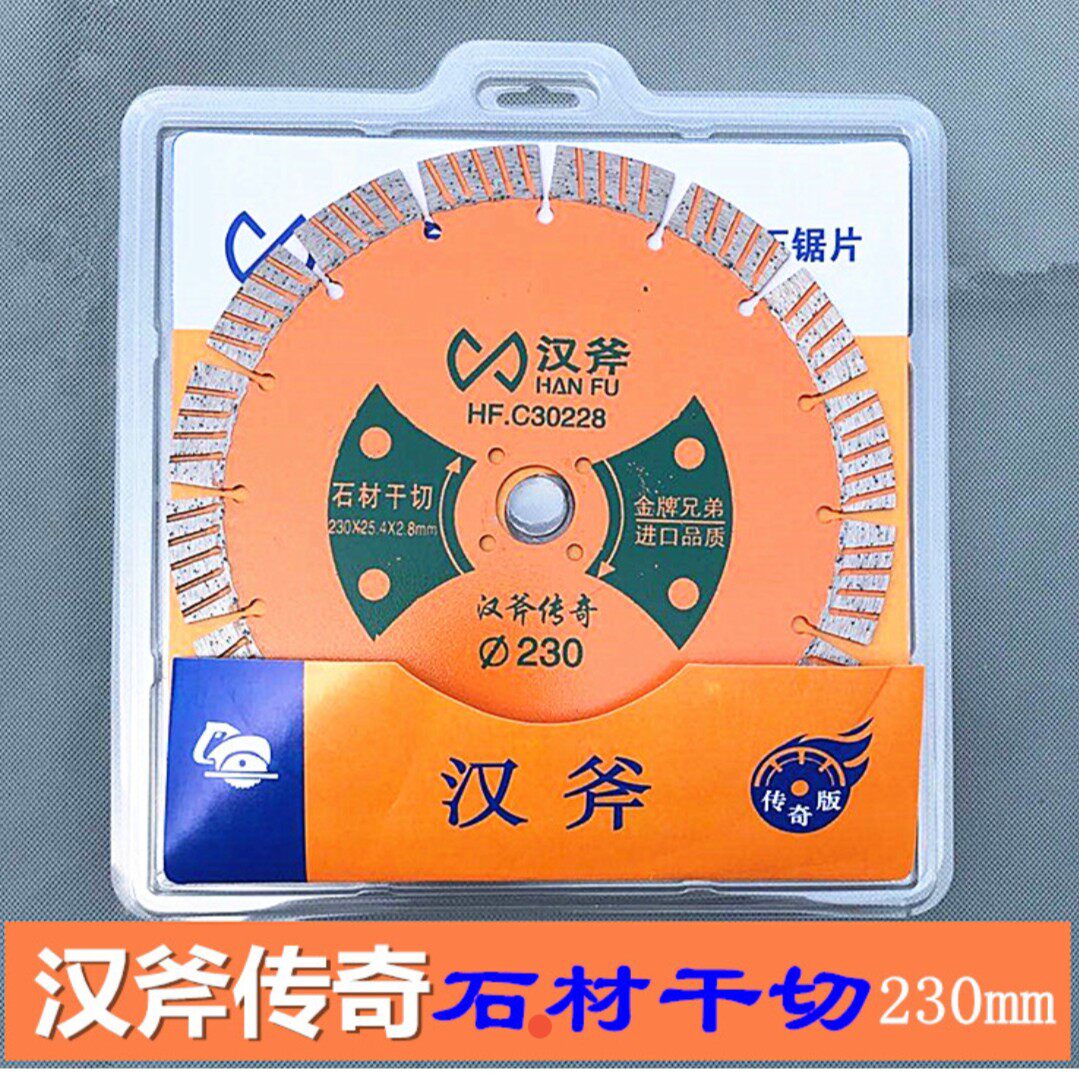 锯片
汉斧
HAN FU
HF.C30228
石材干切
230X25.4X2.8mm
金牌兄弟
进口品质
汉斧传奇
Ø230
汉斧
传奇版
汉斧传奇石材干切230mm